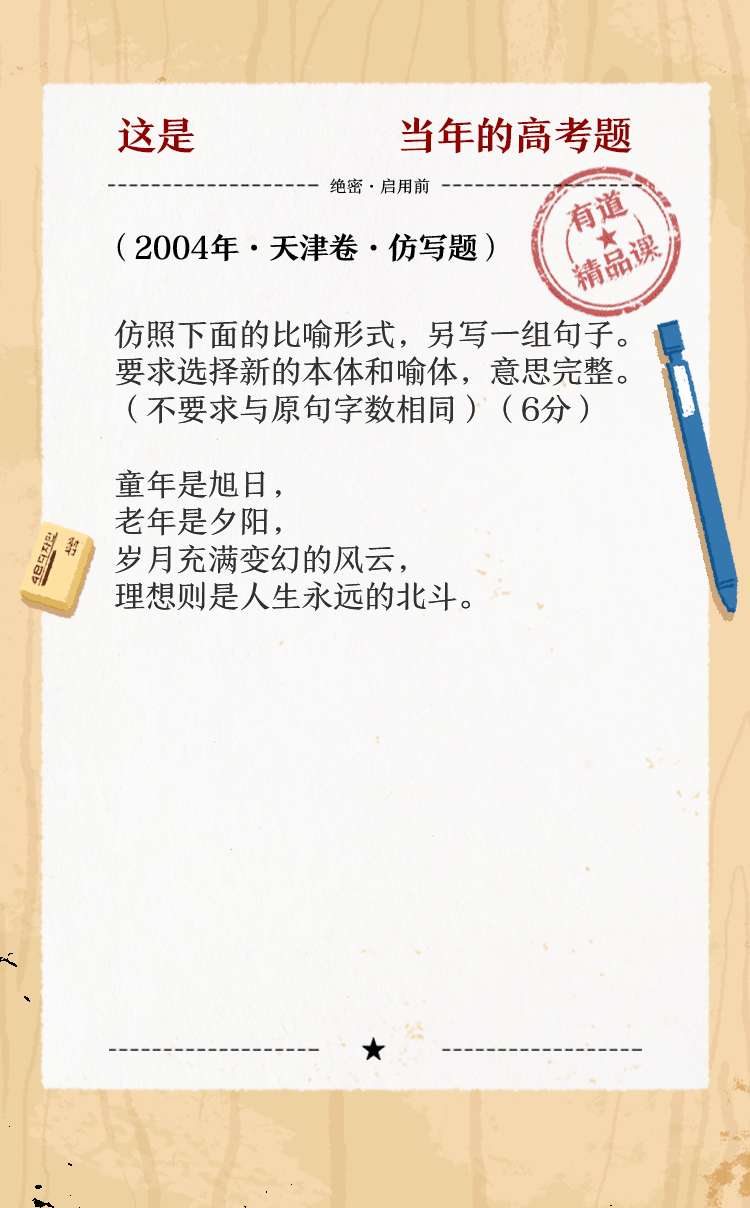 这是 当年的高考题
绝密·启用前
有道
精品课
（2004年·天津卷·仿写题）
仿照下面的比喻形式，另写一组句子。
要求选择新的本体和喻体，意思完整。
（不要求与原句字数相同）（6分）
童年是旭日，
老年是夕阳，
岁月充满变幻的风云，
理想则是人生永远的北斗。